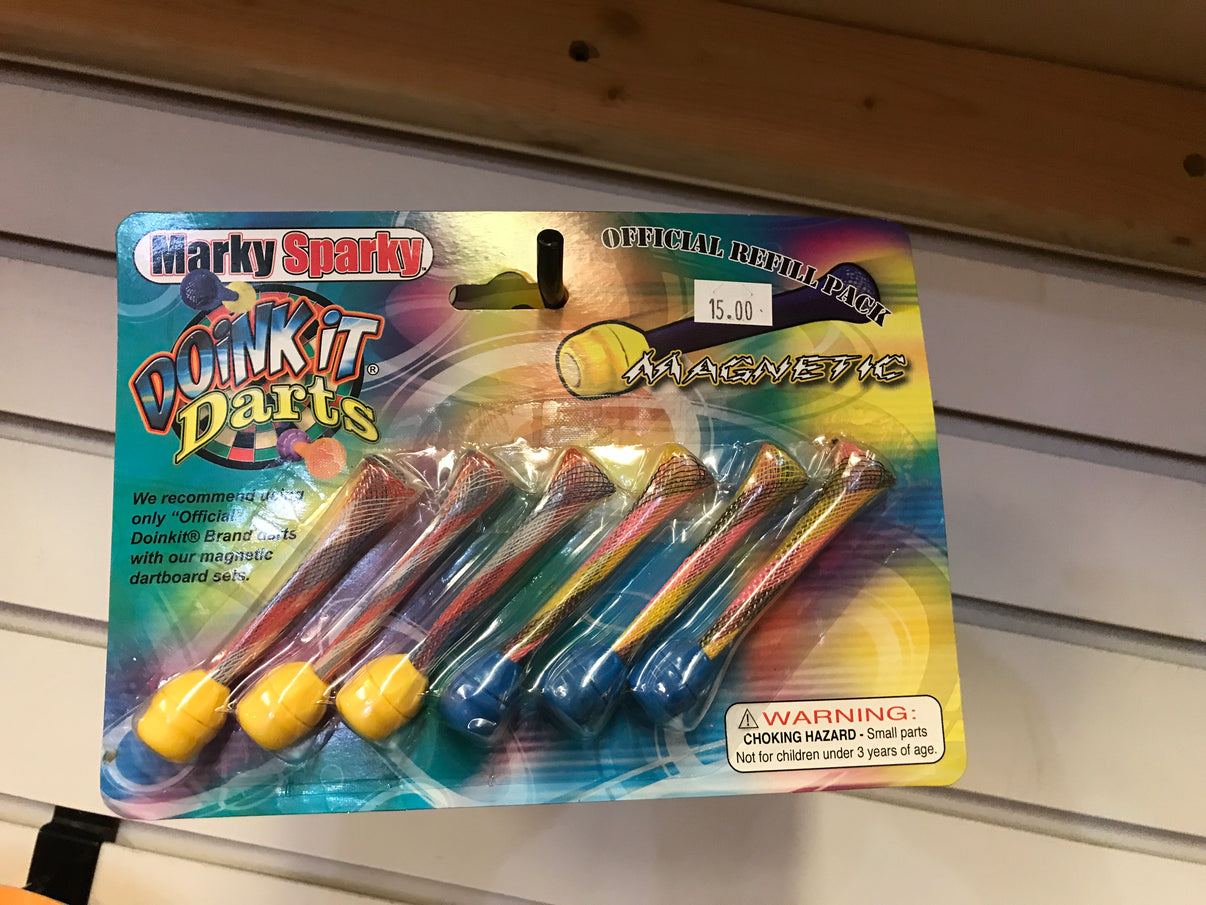 Marky Sparky
OFFICIAL REFILL PACK
15.00
DOiNK iT®
Darts
MAGNETIC
We recommend using
only "Official"
Doinkit® Brand darts
with our magnetic
dartboard sets.
WARNING:
CHOKING HAZARD - Small parts
Not for children under 3 years of age.